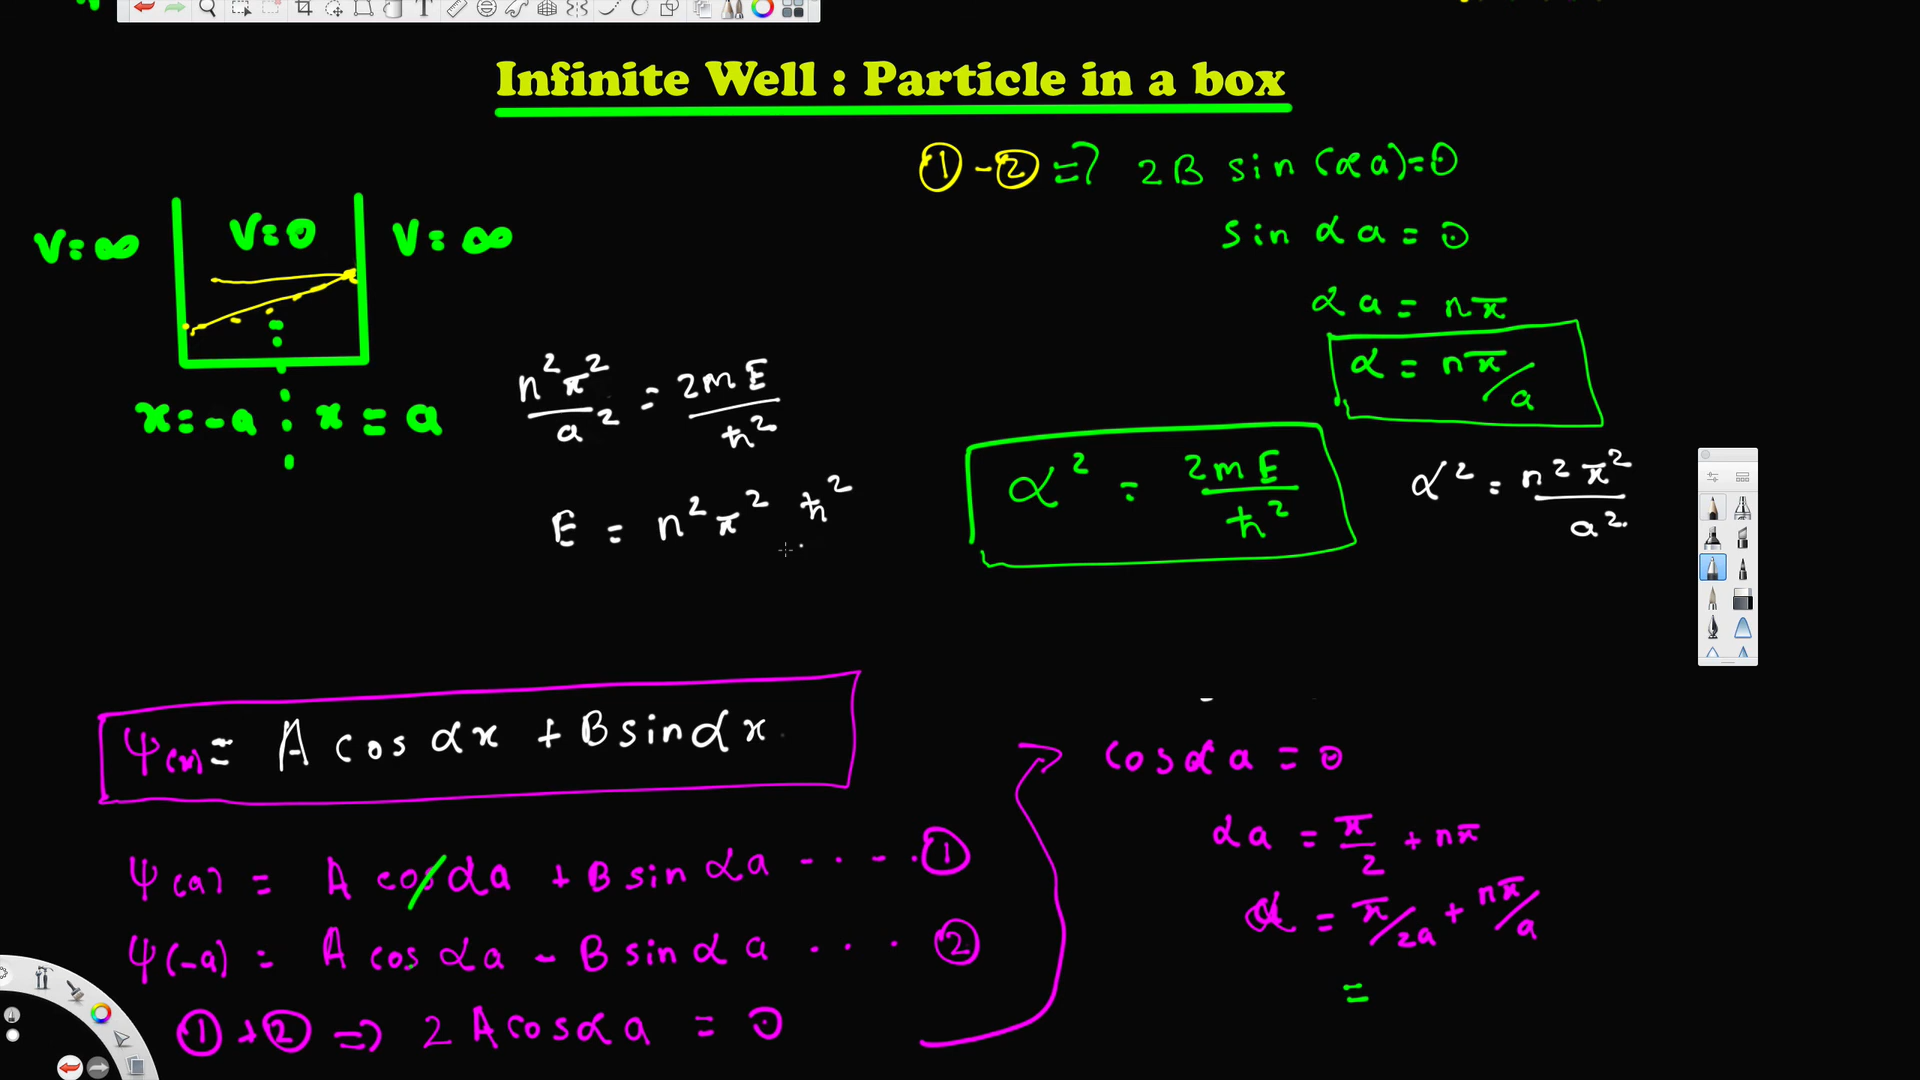 Infinite Well : Particle in a box
① - ② => 2B sin (αa) = 0
sin αa = 0
αa = nπ
α = nπ/a
V=∞ V=0 V=∞
x=-a x=a
n²π²/a² = 2mE/ħ²
E = n²π² ħ²
α² = 2mE/ħ²
α² = n²π²/a²
Ψ(x) = A cos αx + B sin αx
Ψ(a) = A cos αa + B sin αa - · - · ①
Ψ(-a) = A cos αa - B sin αa · · · ②
① + ② => 2 A cos α a = 0
cos αa = 0
αa = π/2 + nπ
α = π/2a + nπ/a
=